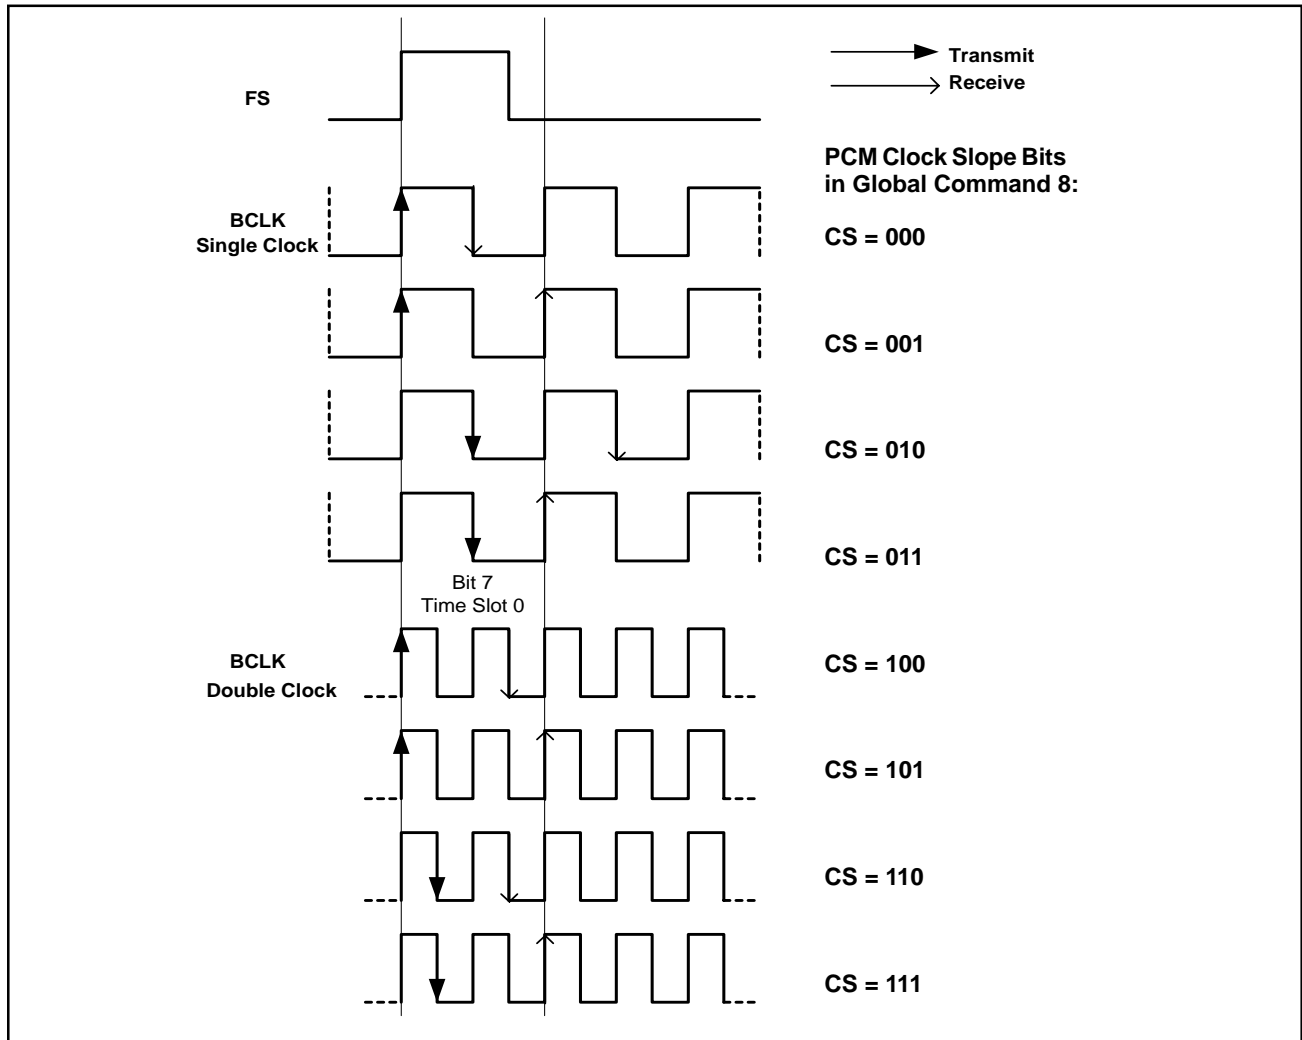 FS
Transmit
Receive
PCM Clock Slope Bits
in Global Command 8:
BCLK
Single Clock
CS = 000
CS = 001
CS = 010
CS = 011
Bit 7
Time Slot 0
BCLK
Double Clock
CS = 100
CS = 101
CS = 110
CS = 111